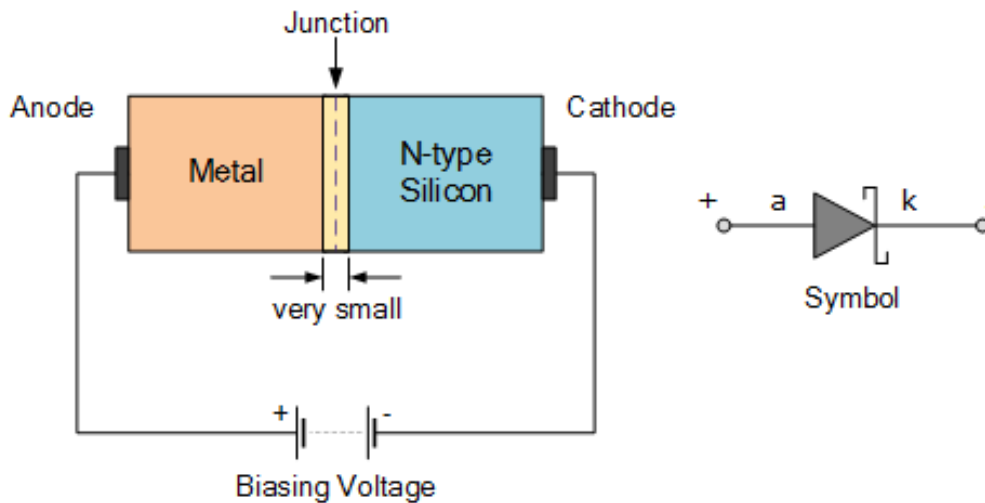 Junction
Anode
Cathode
Metal
N-type
Silicon
very small
+
-
Biasing Voltage
+
a
k
Symbol